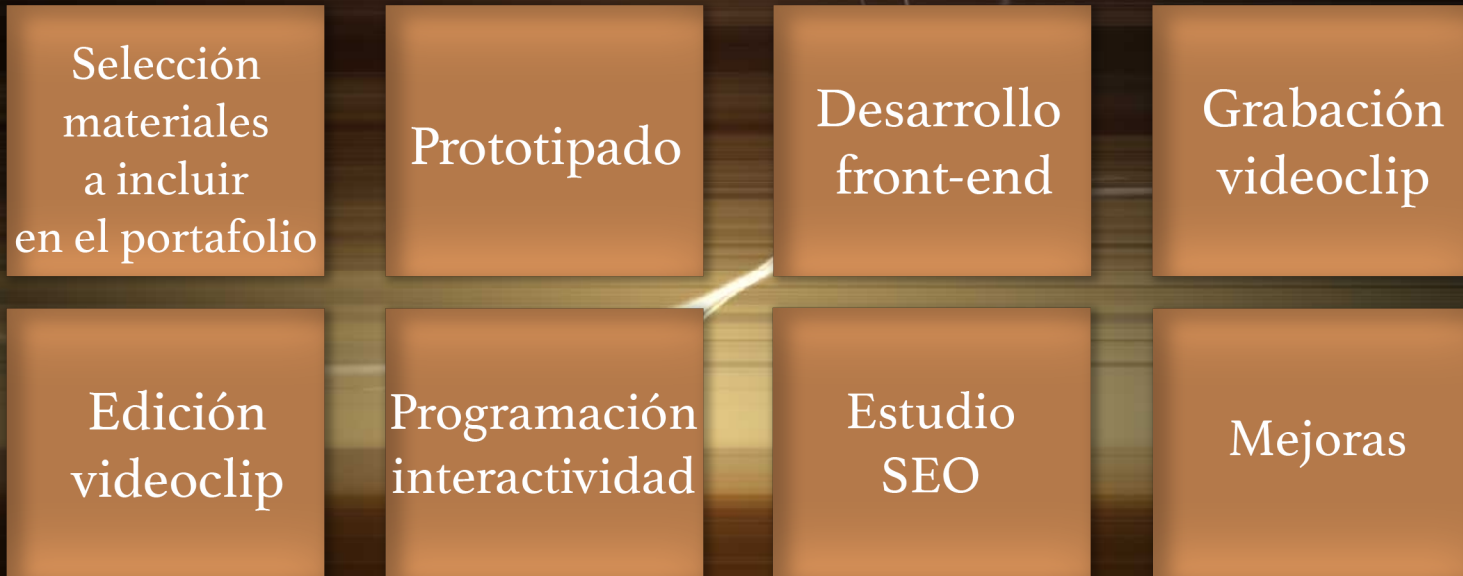 Selección
materiales
a incluir
en el portafolio
Prototipado
Desarrollo
front-end
Grabación
videoclip
Edición
videoclip
Programación
interactividad
Estudio
SEO
Mejoras